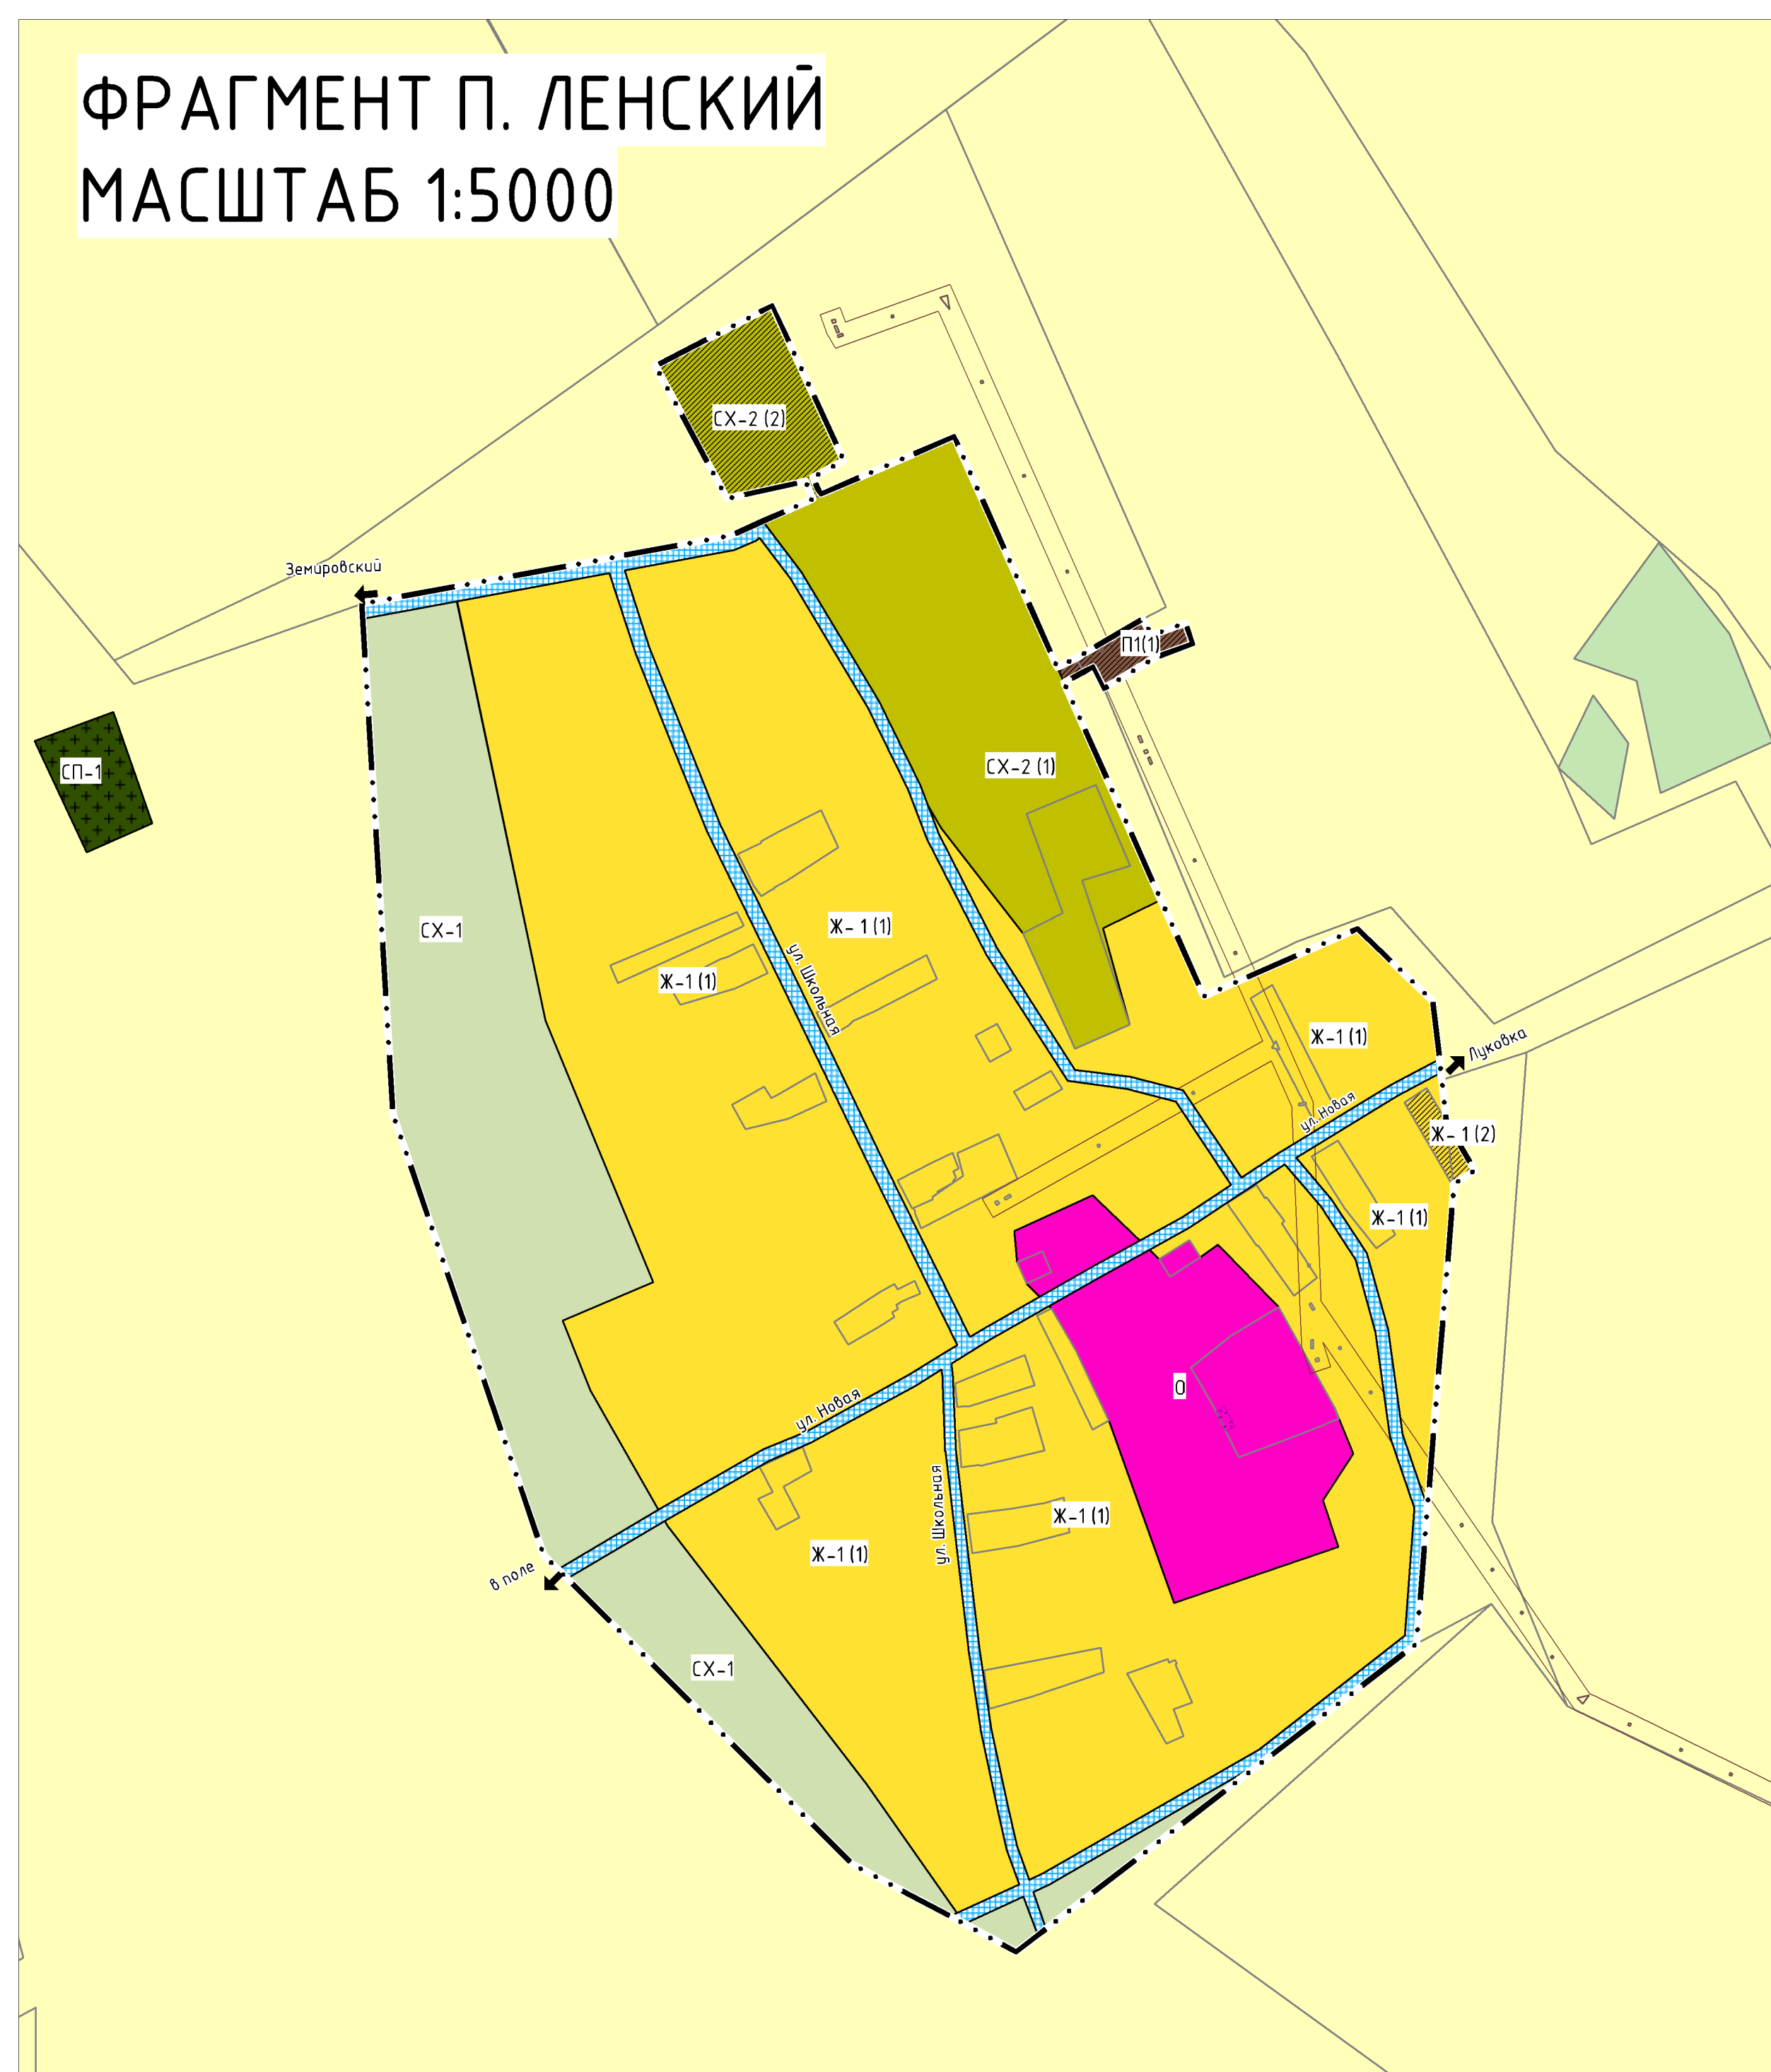 ФРАГМЕНТ П. ЛЕНСКИЙ
МАСШТАБ 1:5000
СХ-2 (2)
Земировский
П1(1)
СП-1
СХ-2 (1)
СХ-1
Ж- 1 (1)
Ж-1 (1)
ул. Школьная
Ж-1 (1)
Луковка
ул. Новая
Ж- 1 (2)
Ж-1 (1)
О
ул. Новая
ул. Школьная
Ж-1 (1)
Ж-1 (1)
в поле
СХ-1